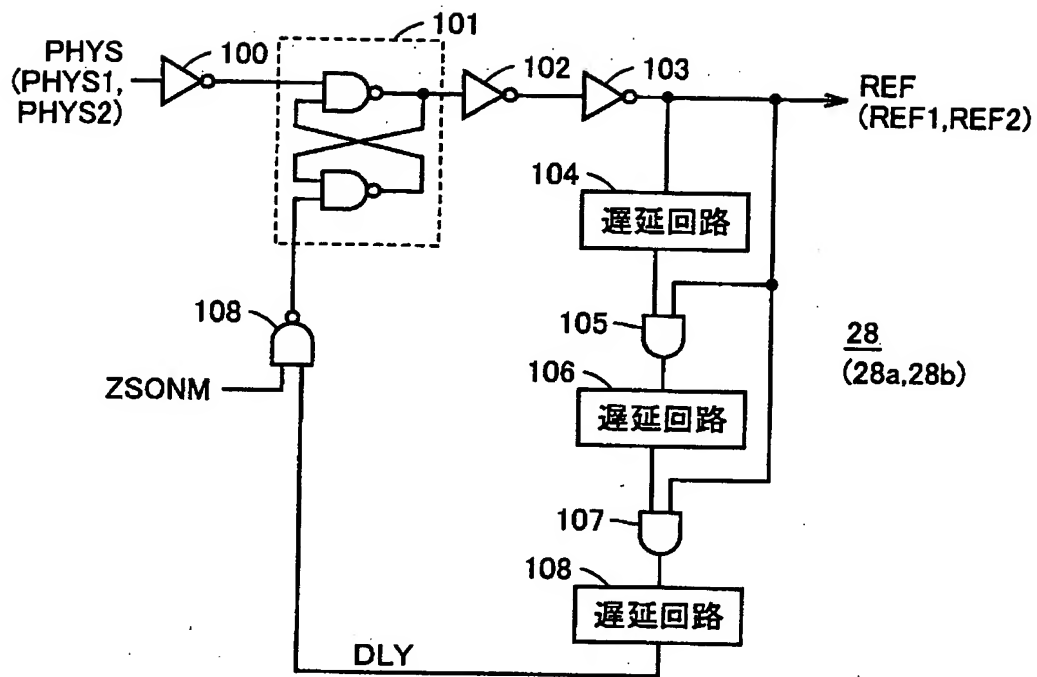 101
PHYS
(PHYS1,
PHYS2)
100
102
103
REF
(REF1,REF2)
104
遅延回路
108
105
28
(28a,28b)
ZSONM
106
遅延回路
107
108
遅延回路
DLY